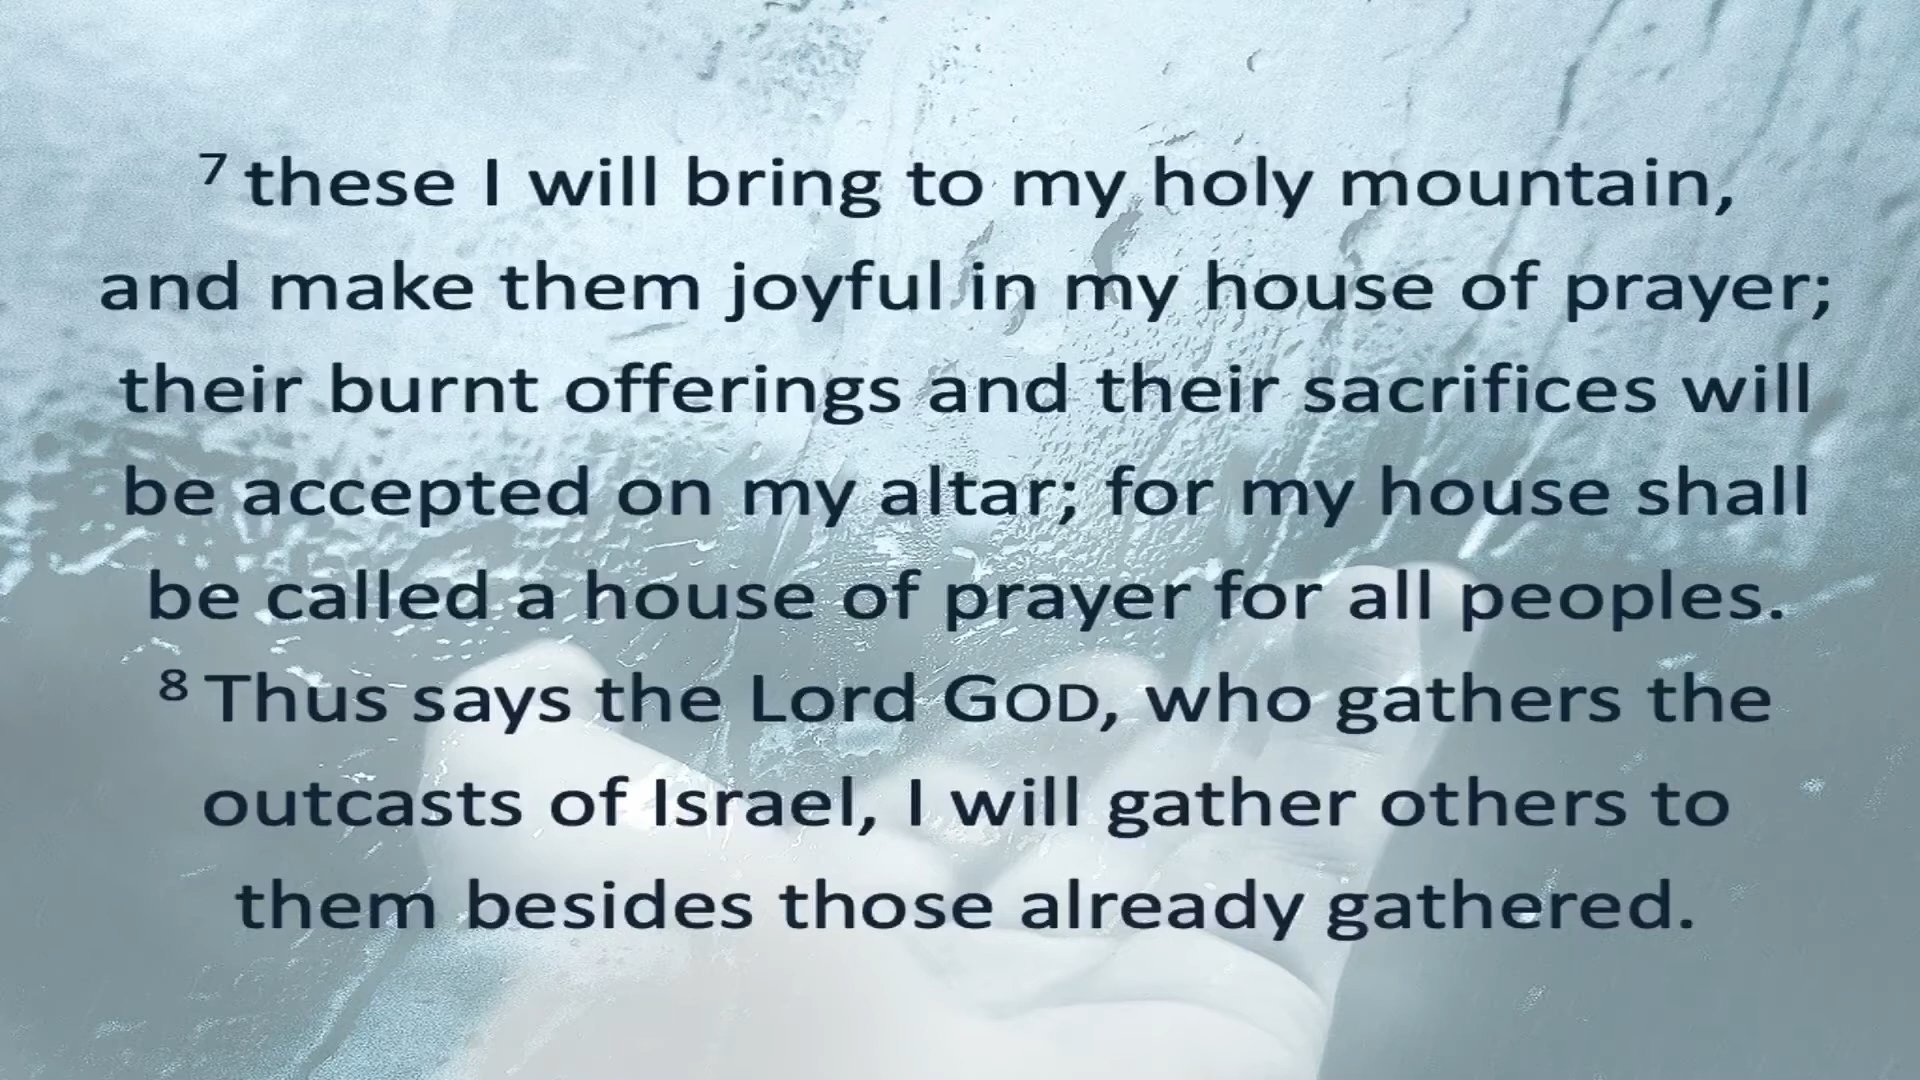 7 these I will bring to my holy mountain,
and make them joyful in my house of prayer;
their burnt offerings and their sacrifices will
be accepted on my altar; for my house shall
be called a house of prayer for all peoples.
8 Thus says the Lord GOD, who gathers the
outcasts of Israel, I will gather others to
them besides those already gathered.